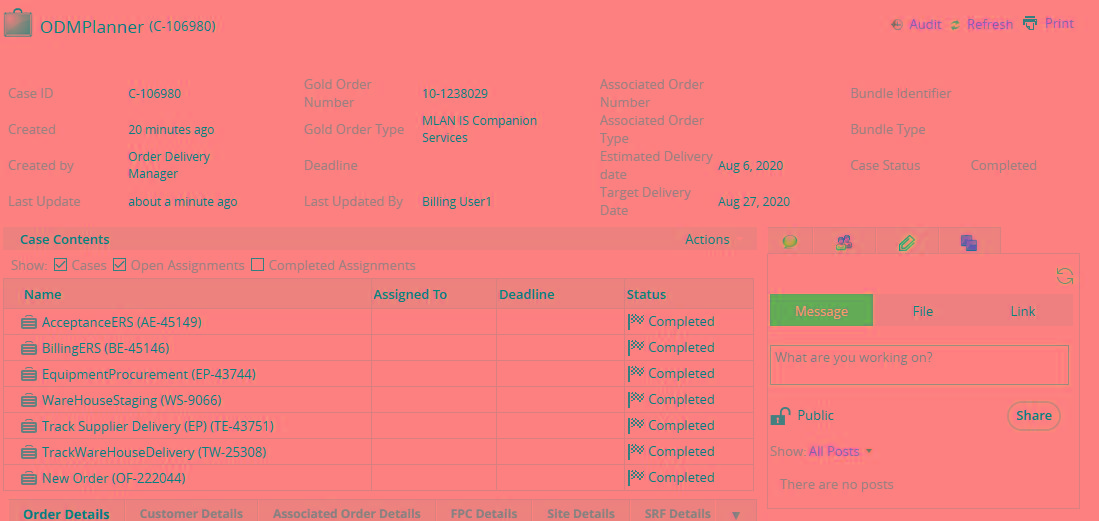 ODMPlanner (C-106980)
Audit Refresh Print
Case ID C-106980 Gold Order Number 10-1238029 Associated Order Number Bundle Identifier
Created 20 minutes ago Gold Order Type MLAN IS Companion Services Associated Order Type Bundle Type
Created by Order Delivery Manager Deadline Estimated Delivery date Aug 6, 2020 Case Status Completed
Last Update about a minute ago Last Updated By Billing User1 Target Delivery Date Aug 27, 2020
Case Contents Actions
Show: Cases Open Assignments Completed Assignments
Name Assigned To Deadline Status
AcceptanceERS (AE-45149) Completed
BillingERS (BE-45146) Completed
EquipmentProcurement (EP-43744) Completed
WareHouseStaging (WS-9066) Completed
Track Supplier Delivery (EP) (TE-43751) Completed
TrackWareHouseDelivery (TW-25308) Completed
New Order (OF-222044) Completed
Order Details Customer Details Associated Order Details FPC Details Site Details SRF Details
Message File Link
What are you working on?
Public Share
Show: All Posts
There are no posts